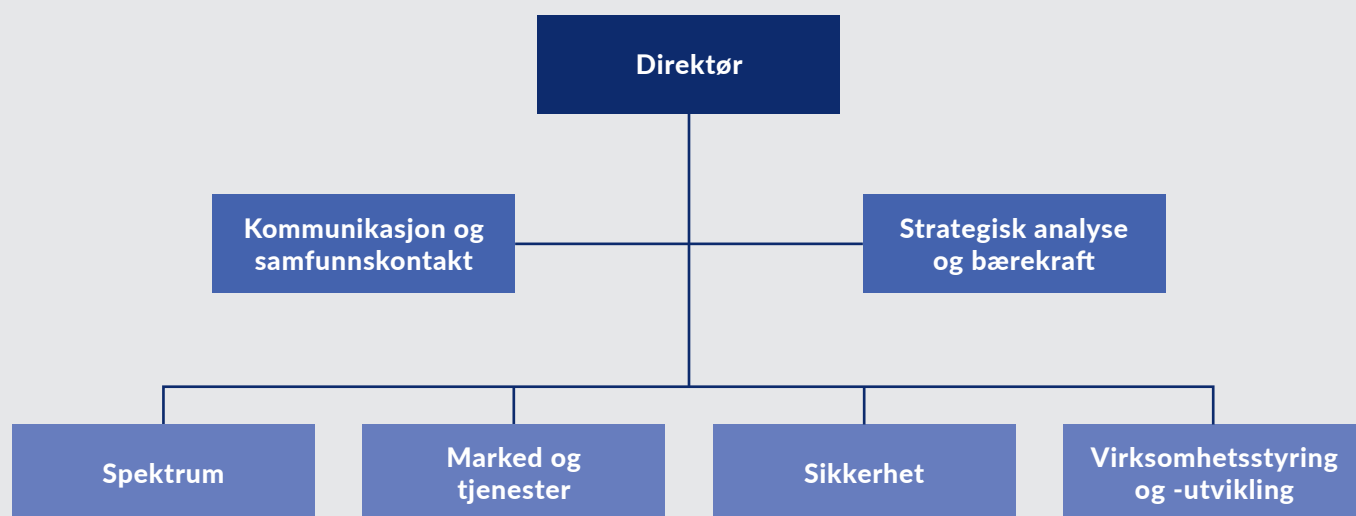 Direktør
Kommunikasjon og
samfunnskontakt
Strategisk analyse
og bærekraft
Spektrum
Marked og
tjenester
Sikkerhet
Virksomhetsstyring
og -utvikling